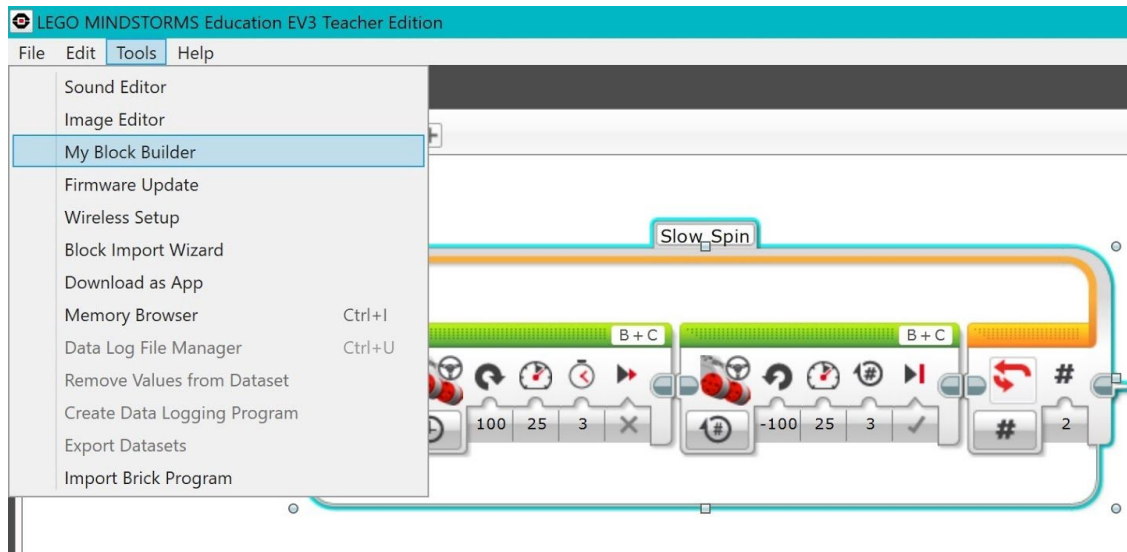 LEGO MINDSTORMS Education EV3 Teacher Edition
File Edit Tools Help
Sound Editor
Image Editor
My Block Builder
Firmware Update
Wireless Setup
Block Import Wizard
Download as App
Memory Browser Ctrl+I
Data Log File Manager Ctrl+U
Remove Values from Dataset
Create Data Logging Program
Export Datasets
Import Brick Program
Slow_Spin
B+C B+C
# #
100 25 3 -100 25 3 # # 2